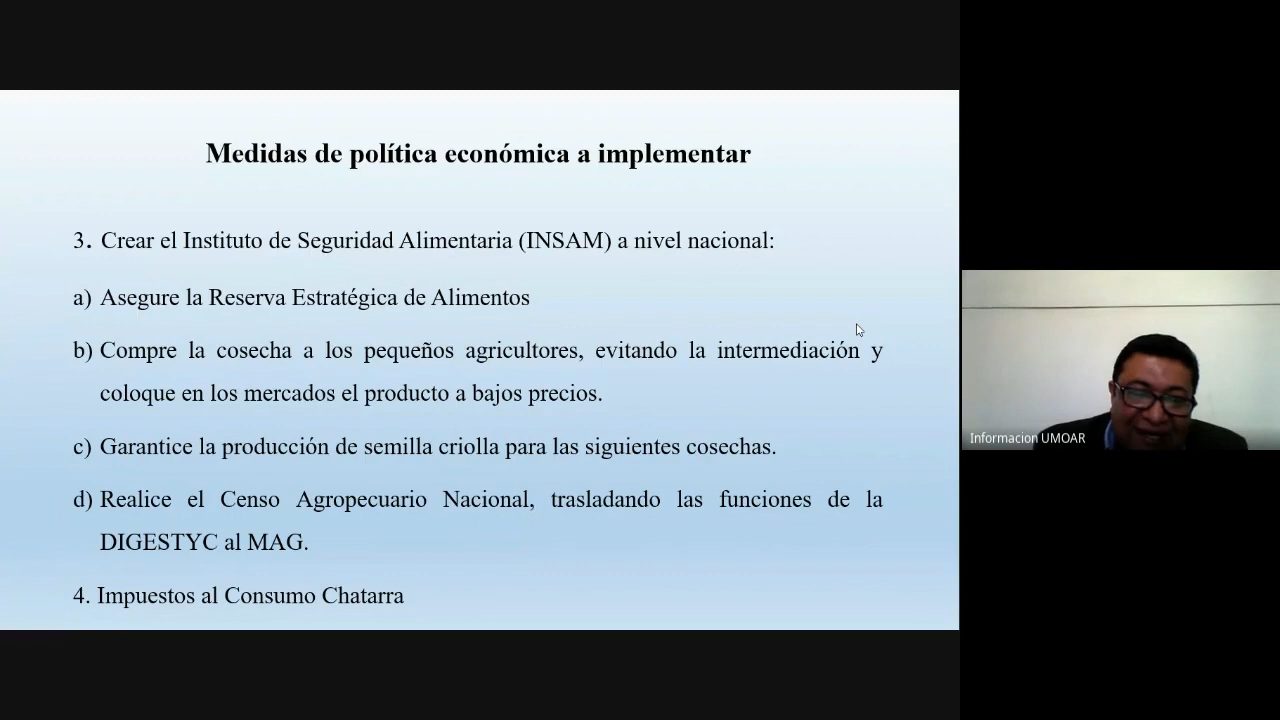 Medidas de política económica a implementar
3. Crear el Instituto de Seguridad Alimentaria (INSAM) a nivel nacional:
a) Asegure la Reserva Estratégica de Alimentos
b) Compre la cosecha a los pequeños agricultores, evitando la intermediación y
coloque en los mercados el producto a bajos precios.
c) Garantice la producción de semilla criolla para las siguientes cosechas.
d) Realice el Censo Agropecuario Nacional, trasladando las funciones de la
DIGESTYC al MAG.
4. Impuestos al Consumo Chatarra
Informacion UMOAR